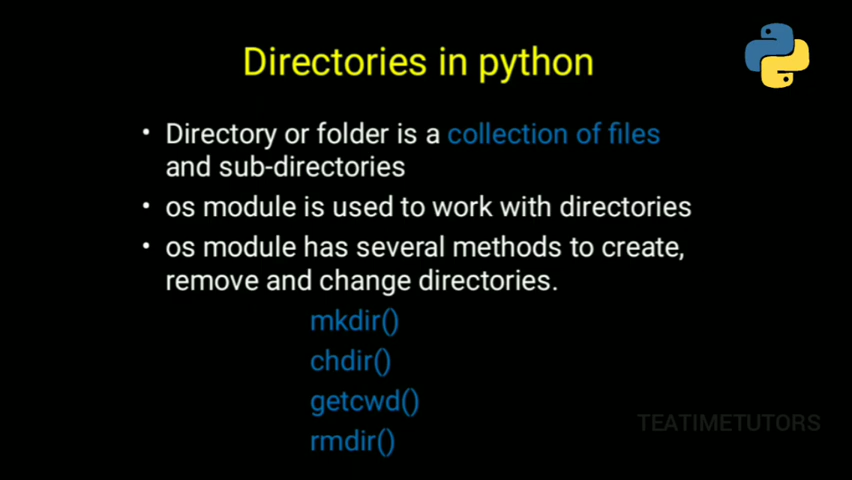 Directories in python
• Directory or folder is a collection of files
and sub-directories
• os module is used to work with directories
• os module has several methods to create,
remove and change directories.
mkdir()
chdir()
getcwd()
rmdir()
TEATIMETUTORS